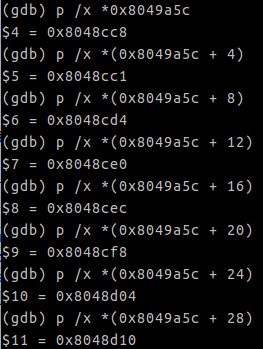 (gdb) p /x *0x8049a5c
$4 = 0x8048cc8
(gdb) p /x *(0x8049a5c + 4)
$5 = 0x8048cc1
(gdb) p /x *(0x8049a5c + 8)
$6 = 0x8048cd4
(gdb) p /x *(0x8049a5c + 12)
$7 = 0x8048ce0
(gdb) p /x *(0x8049a5c + 16)
$8 = 0x8048cec
(gdb) p /x *(0x8049a5c + 20)
$9 = 0x8048cf8
(gdb) p /x *(0x8049a5c + 24)
$10 = 0x8048d04
(gdb) p /x *(0x8049a5c + 28)
$11 = 0x8048d10